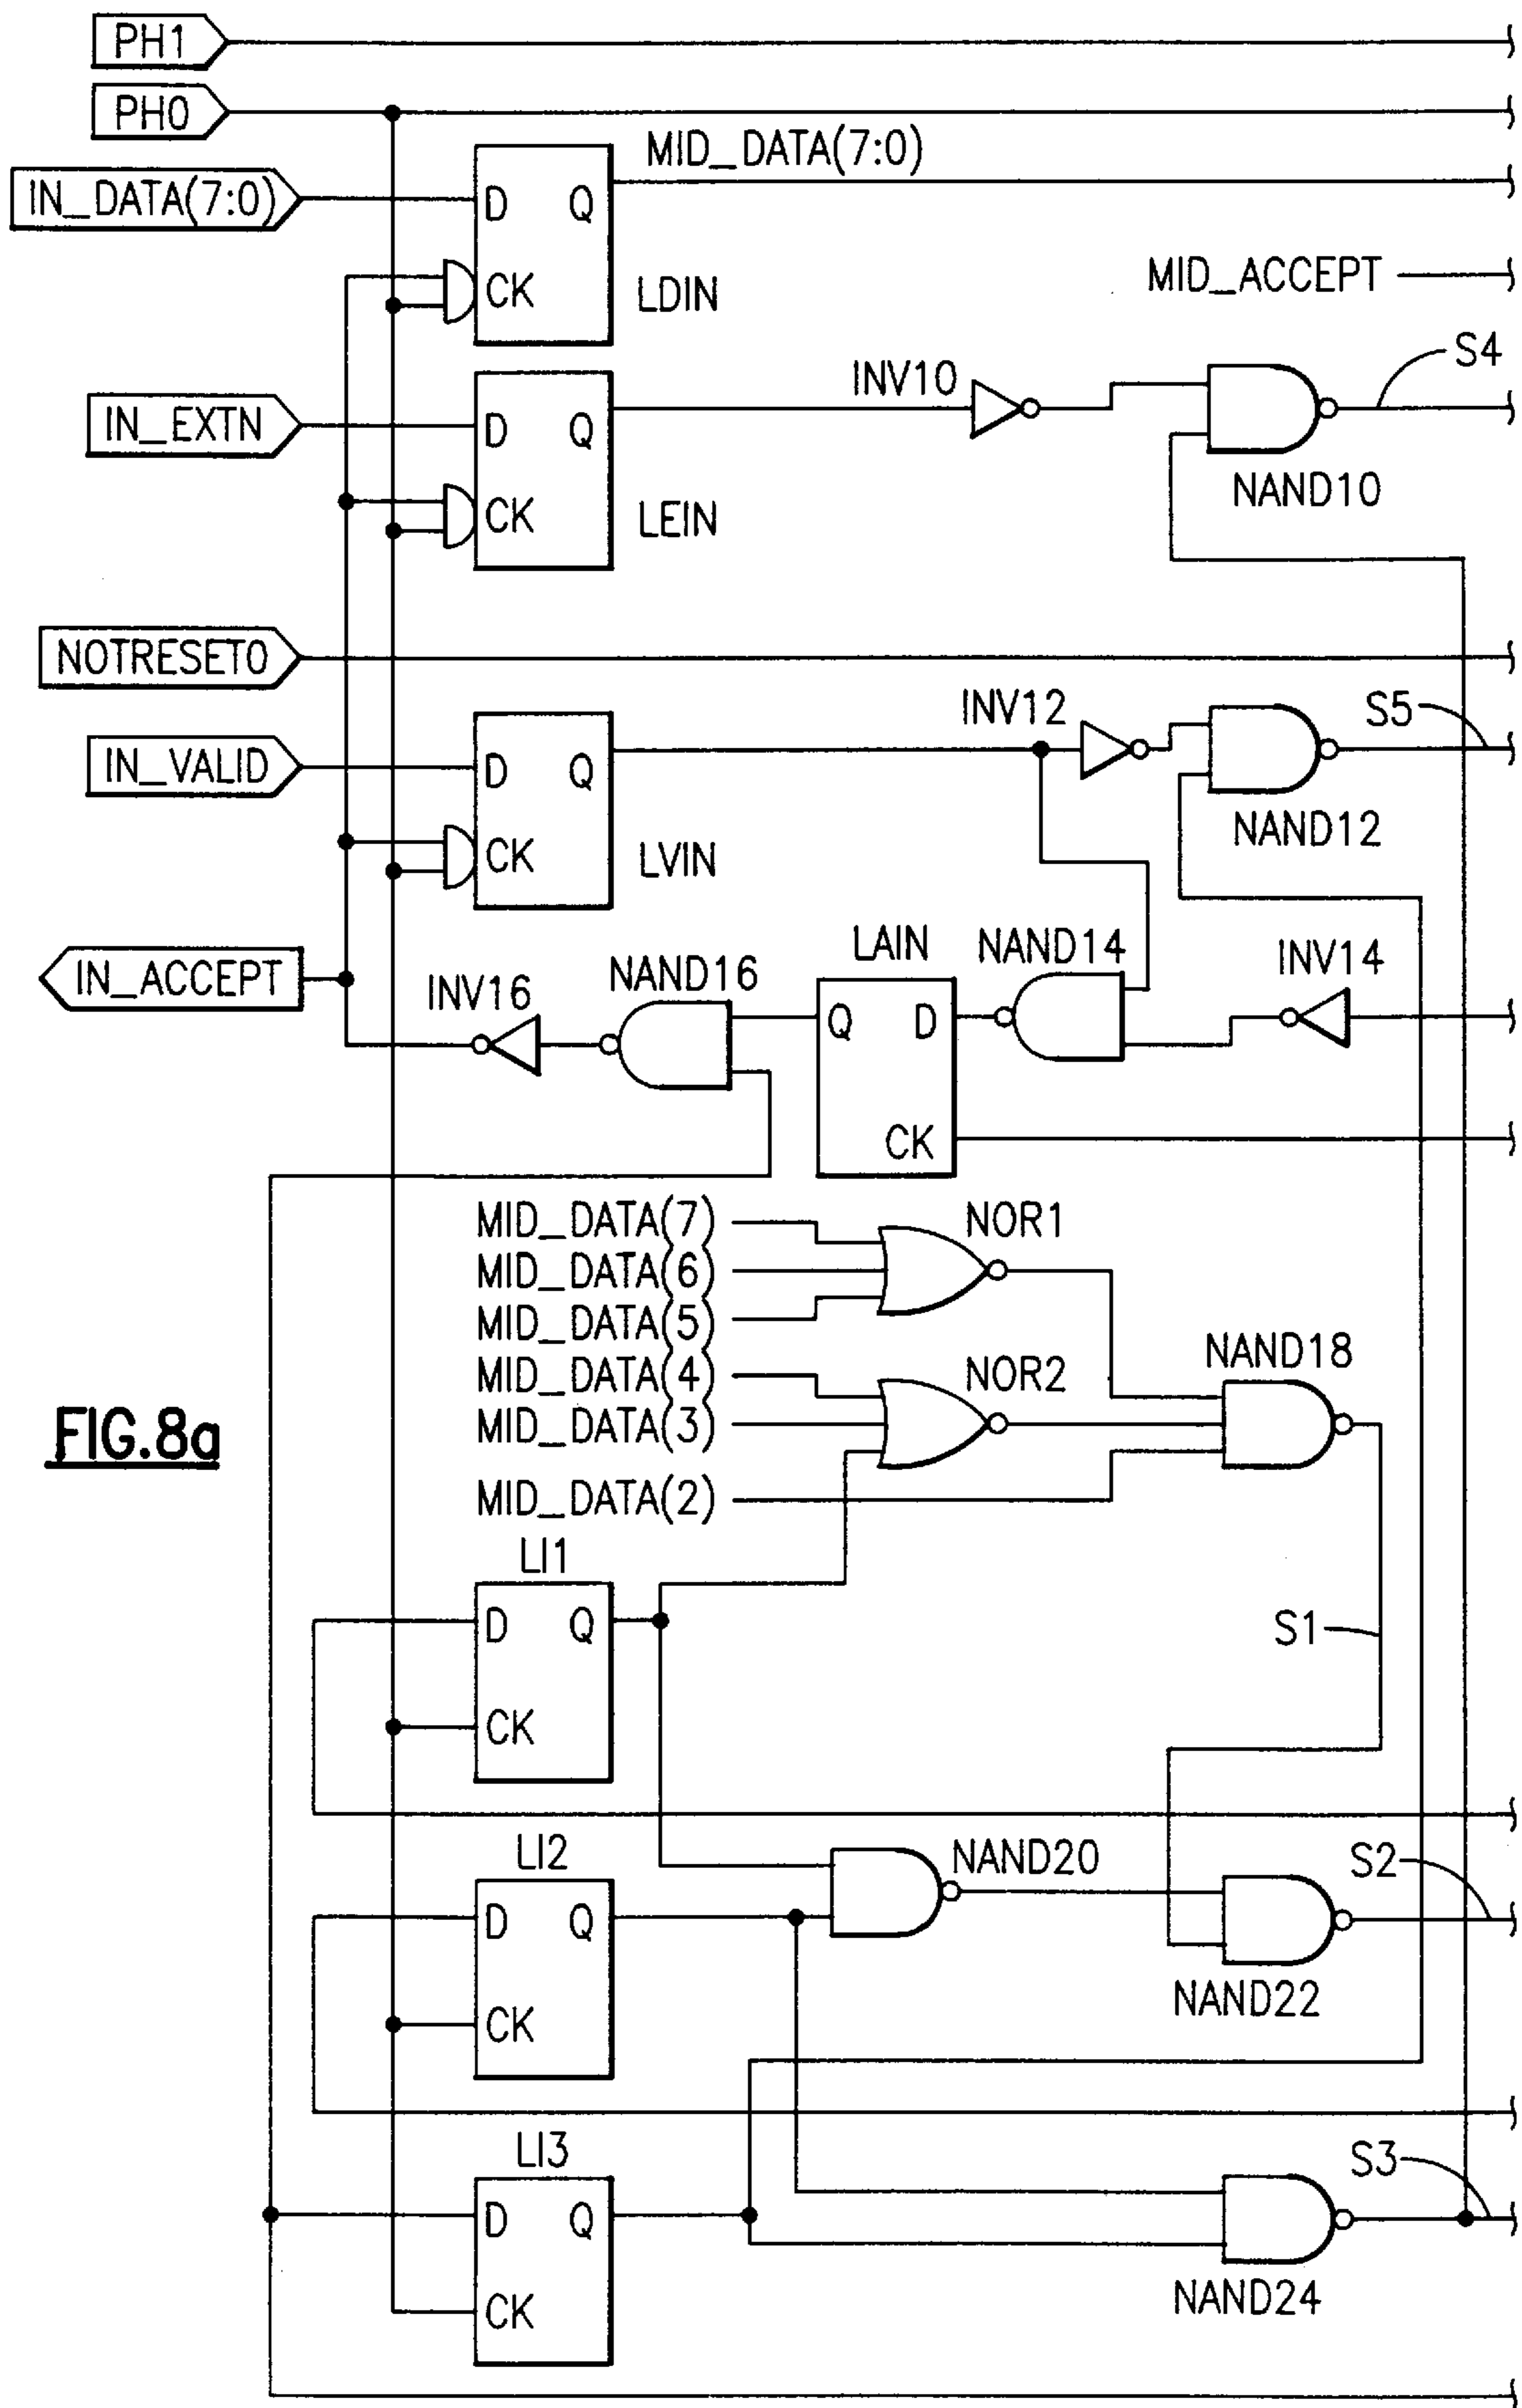 PH1
PH0
MID_DATA(7:0)
IN_DATA(7:0)
D Q
CK
LDIN
MID_ACCEPT
S4
INV10
IN_EXTN
D Q
CK
LEIN
NAND10
NOTRESET0
INV12
S5
IN_VALID
D Q
CK
LVIN
NAND12
LAIN
NAND14
INV14
IN_ACCEPT
INV16
NAND16
Q D
CK
MID_DATA(7)
NOR1
MID_DATA(6)
MID_DATA(5)
MID_DATA(4)
NOR2
NAND18
MID_DATA(3)
FIG.8a
MID_DATA(2)
LI1
D Q
S1
CK
LI2
NAND20
S2
D Q
NAND22
CK
LI3
S3
D Q
NAND24
CK